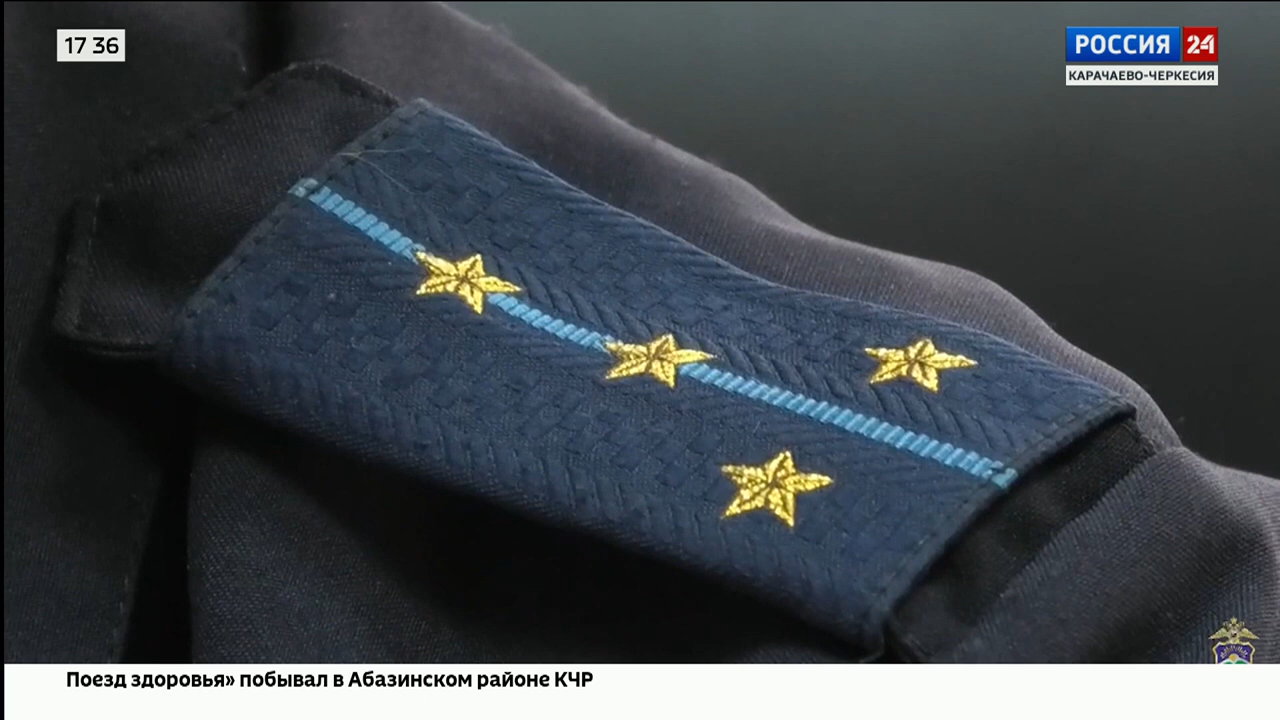 17 36
РОССИЯ 24
КАРАЧАЕВО-ЧЕРКЕСИЯ
Поезд здоровья» побывал в Абазинском районе КЧР